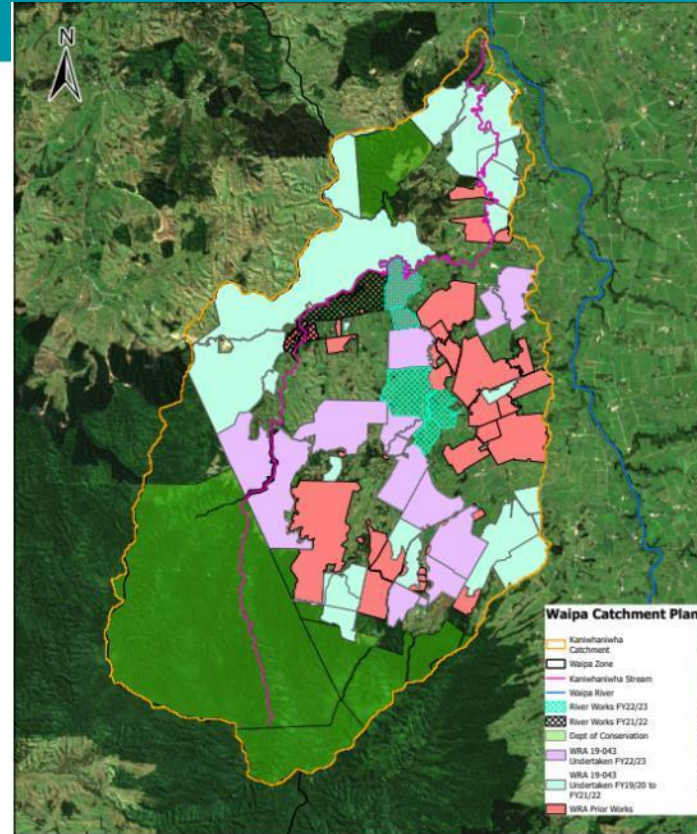 N
Waipa Catchment Plan
Kaniwhaniwha
Catchment
Waipa Zone
Kaniwhaniwha Stream
Waipa River
River Works FY22/23
River Works FY21/22
Dept of Conservation
WRA 19-043
Undertaken FY22/23
WRA 19-043
Undertaken FY19/20 to
FY21/22
WRA Prior Works